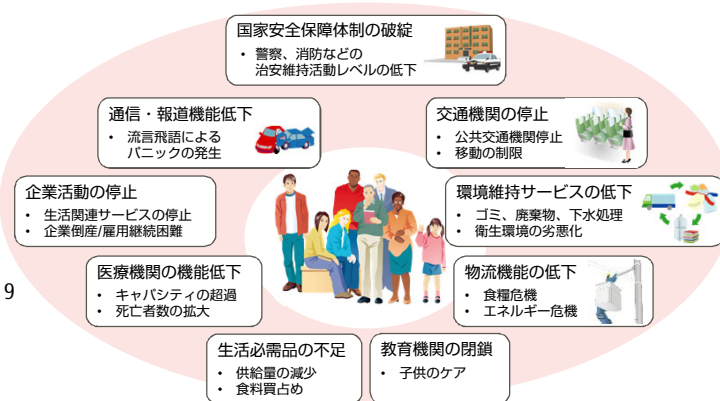 国家安全保障体制の破綻
• 警察、消防などの
治安維持活動レベルの低下
通信・報道機能低下
• 流言飛語による
パニックの発生
交通機関の停止
• 公共交通機関停止
• 移動の制限
企業活動の停止
• 生活関連サービスの停止
• 企業倒産/雇用継続困難
環境維持サービスの低下
• ゴミ、廃棄物、下水処理
• 衛生環境の劣悪化
医療機関の機能低下
• キャパシティの超過
• 死亡者数の拡大
物流機能の低下
• 食糧危機
• エネルギー危機
9
生活必需品の不足
• 供給量の減少
• 食料買占め
教育機関の閉鎖
• 子供のケア